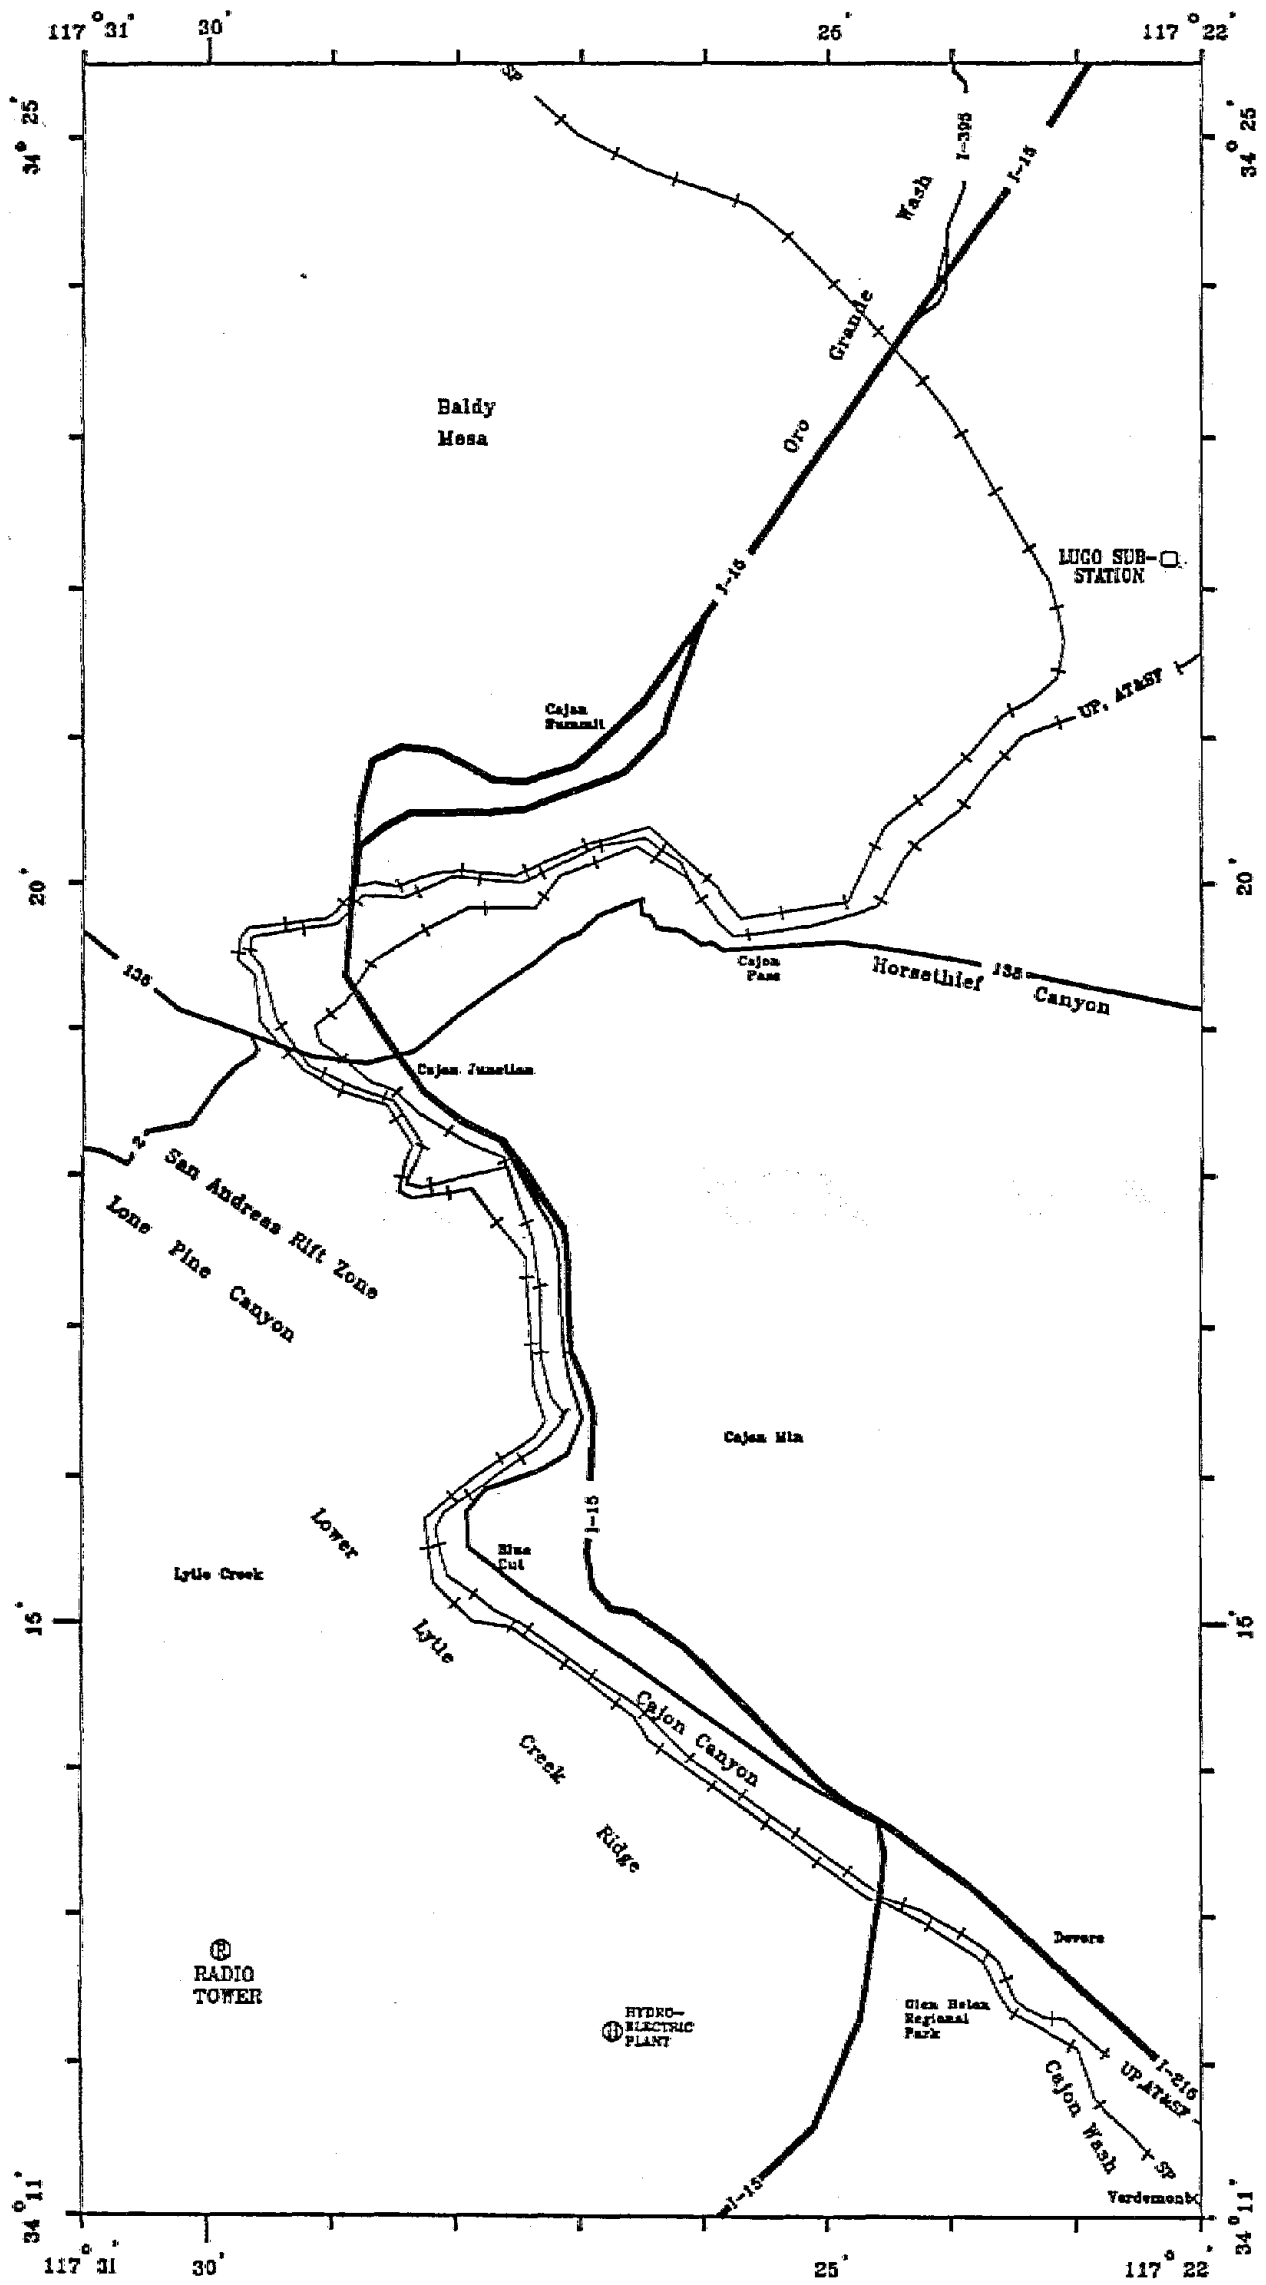 117° 31'
30'
25'
117° 22'
34° 25'
34° 25'
SP
I-395
I-15
Wash
Grande
Oro
Baldy
Mesa
LUGO SUB-
STATION
I-15
UP, AT&SF
Cajon
Summit
20'
20'
138
Cajon
Pass
Horsethief
138
Canyon
Cajon Junction
2
San Andreas Rift Zone
Lone Pine Canyon
Cajon Mtn
I-15
Lower
Blue
Cut
Lytle Creek
15'
15'
Lytle
Cajon Canyon
Creek
Ridge
Devore
R
RADIO
TOWER
H
HYDRO-
ELECTRIC
PLANT
Glen Helen
Regional
Park
I-215
UP, AT&SF
Cajon Wash
SP
Verdemont
I-15
34° 11'
34° 11'
117° 31'
30'
25'
117° 22'